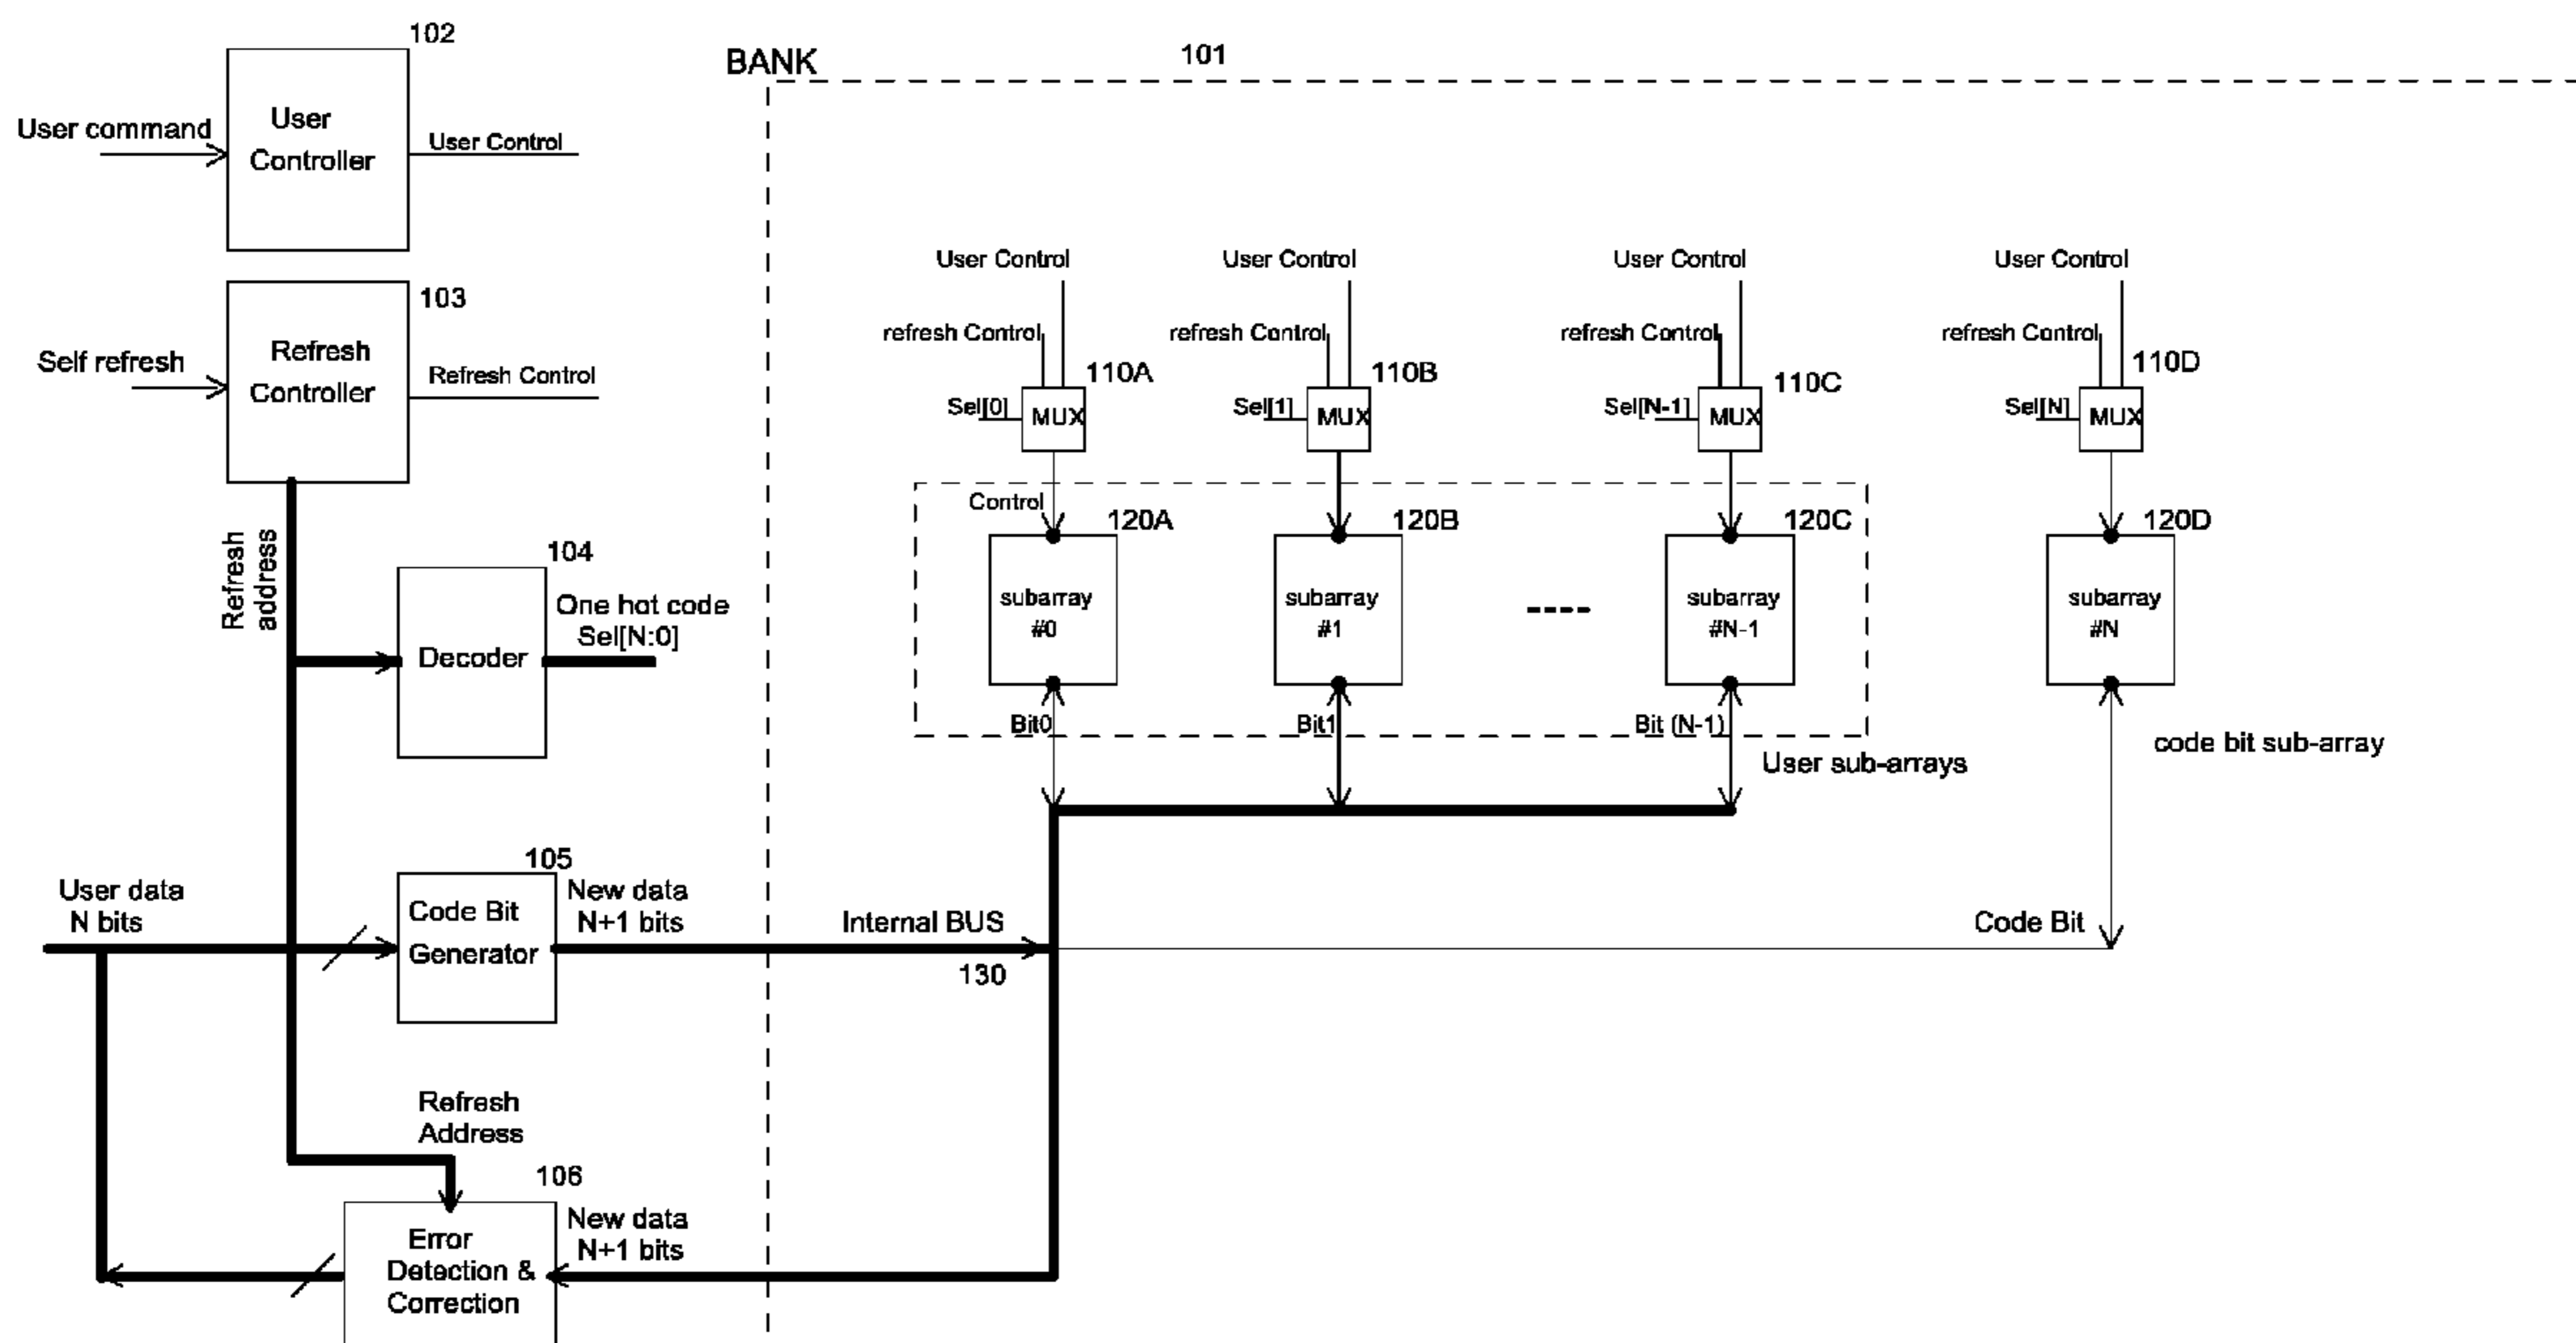 102
User command
User
Controller
User Control
103
Self refresh
Refresh
Controller
Refresh Control
Refresh
address
104
Decoder
One hot code
Sel[N:0]
105
User data
N bits
Code Bit
Generator
New data
N+1 bits
Refresh
Address
106
Error
Detection &
Correction
New data
N+1 bits
BANK
101
User Control
User Control
User Control
User Control
refresh Control
refresh Control
refresh Control
refresh Control
110A
110B
110C
110D
Sel[0]
MUX
Sel[1]
MUX
Sel[N-1]
MUX
Sel[N]
MUX
Control
120A
120B
120C
120D
subarray
#0
subarray
#1
----
subarray
#N-1
subarray
#N
Bit0
Bit1
Bit (N-1)
User sub-arrays
code bit sub-array
Internal BUS
130
Code Bit